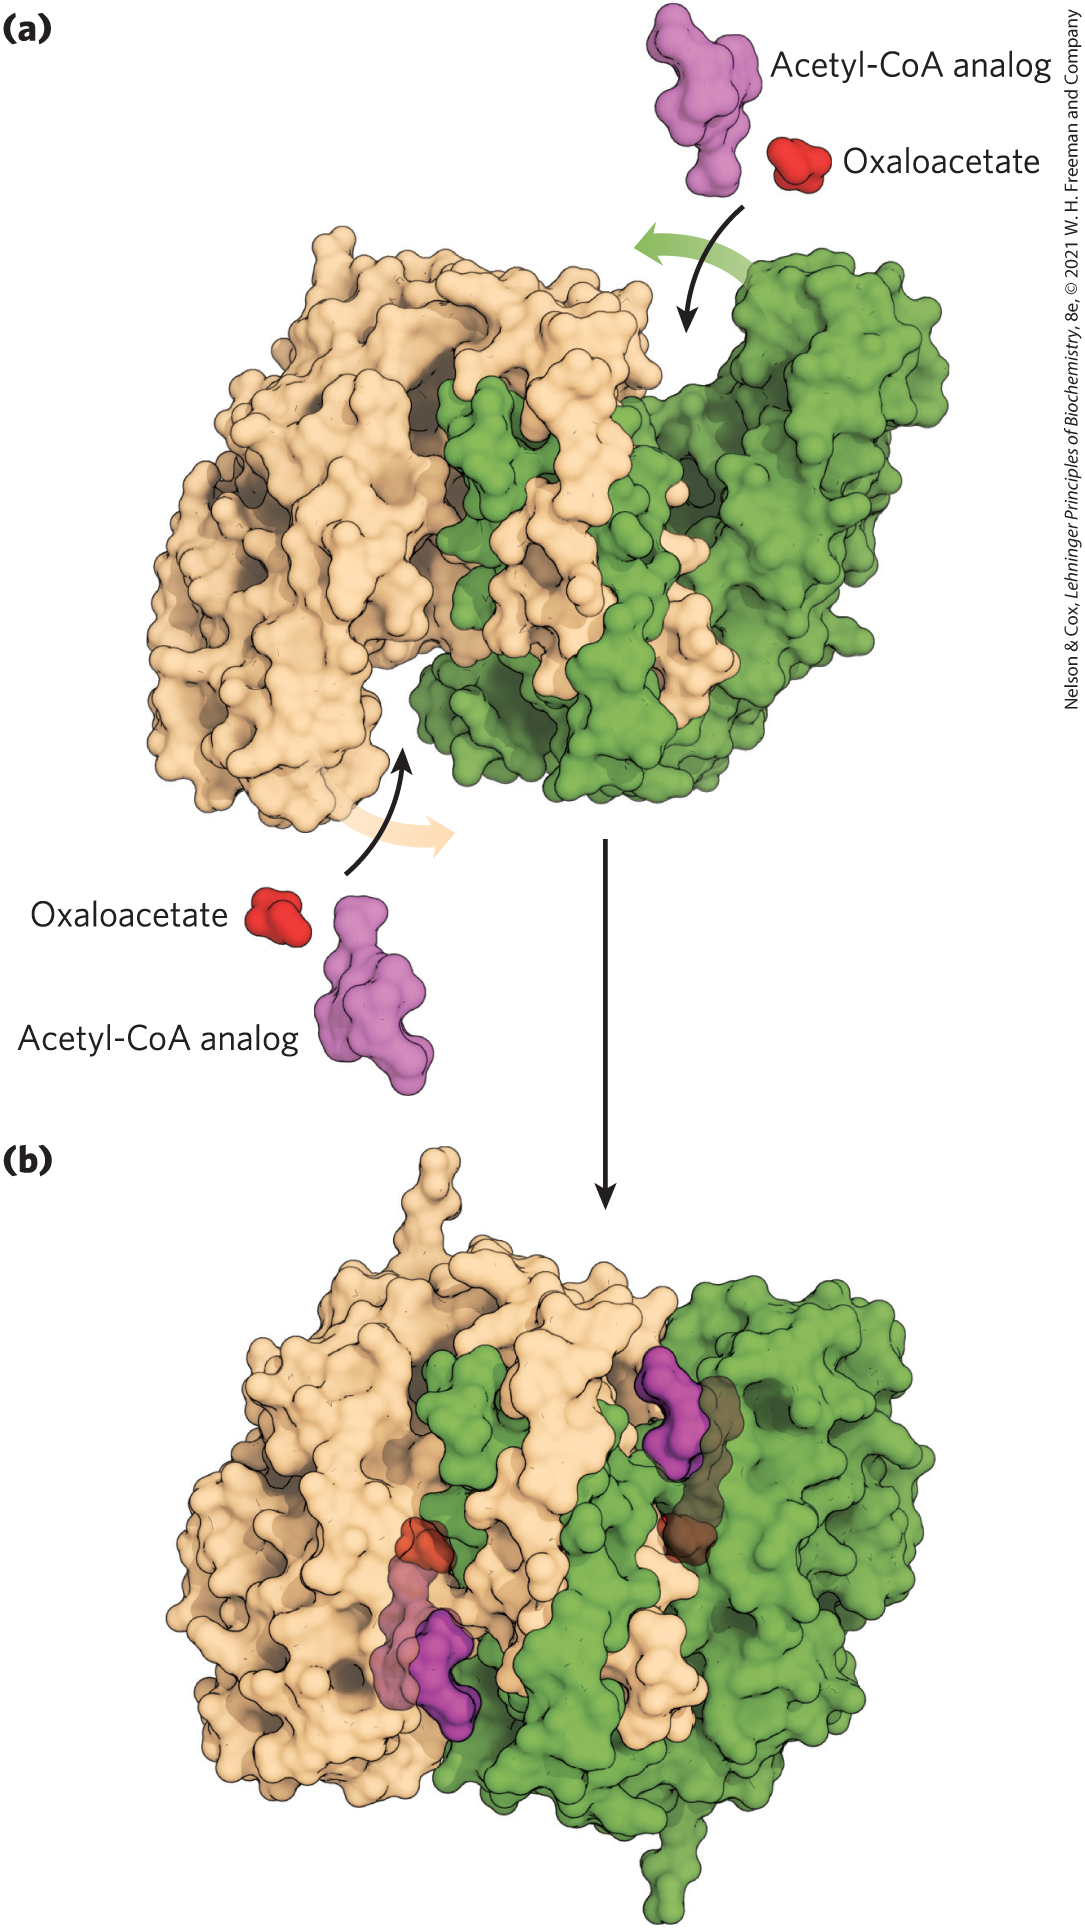 (a)
Acetyl-CoA analog
Oxaloacetate
Nelson & Cox, Lehninger Principles of Biochemistry, 8e, © 2021 W. H. Freeman and Company
Oxaloacetate
Acetyl-CoA analog
(b)